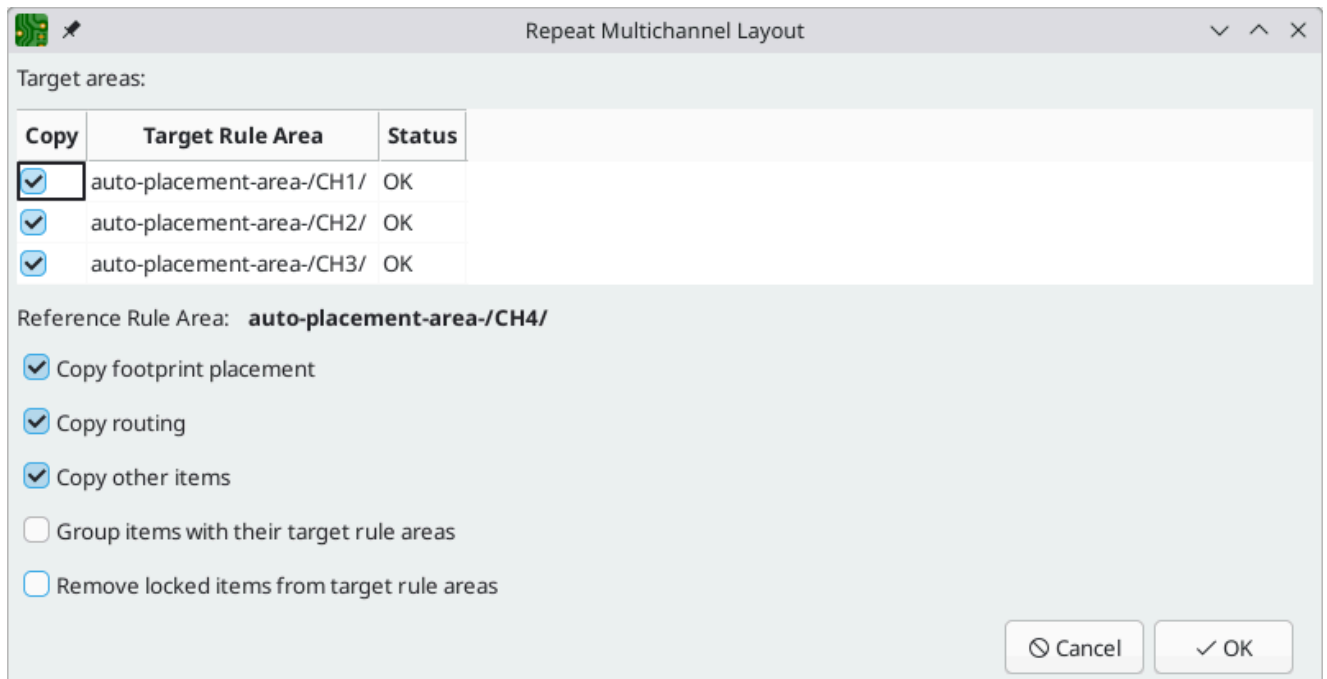 Repeat Multichannel Layout
Target areas:
Copy Target Rule Area Status
auto-placement-area-/CH1/ OK
auto-placement-area-/CH2/ OK
auto-placement-area-/CH3/ OK
Reference Rule Area: auto-placement-area-/CH4/
Copy footprint placement
Copy routing
Copy other items
Group items with their target rule areas
Remove locked items from target rule areas
Cancel OK